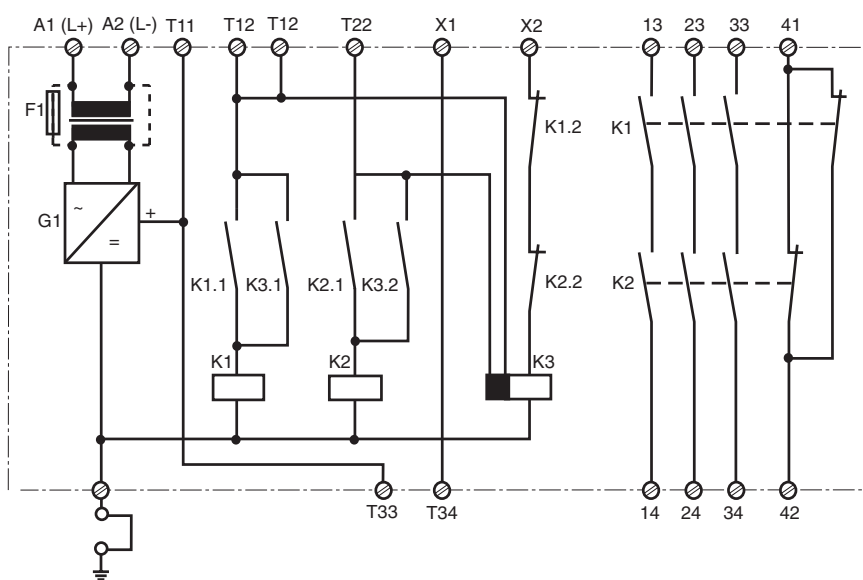 A1 (L+) A2 (L-) T11 T12 T12 T22 X1 X2 13 23 33 41
F1
K1.2 K1
~
G1 +
=
K1.1 K3.1 K2.1 K3.2 K2.2 K2
K1 K2 K3
T33 T34 14 24 34 42